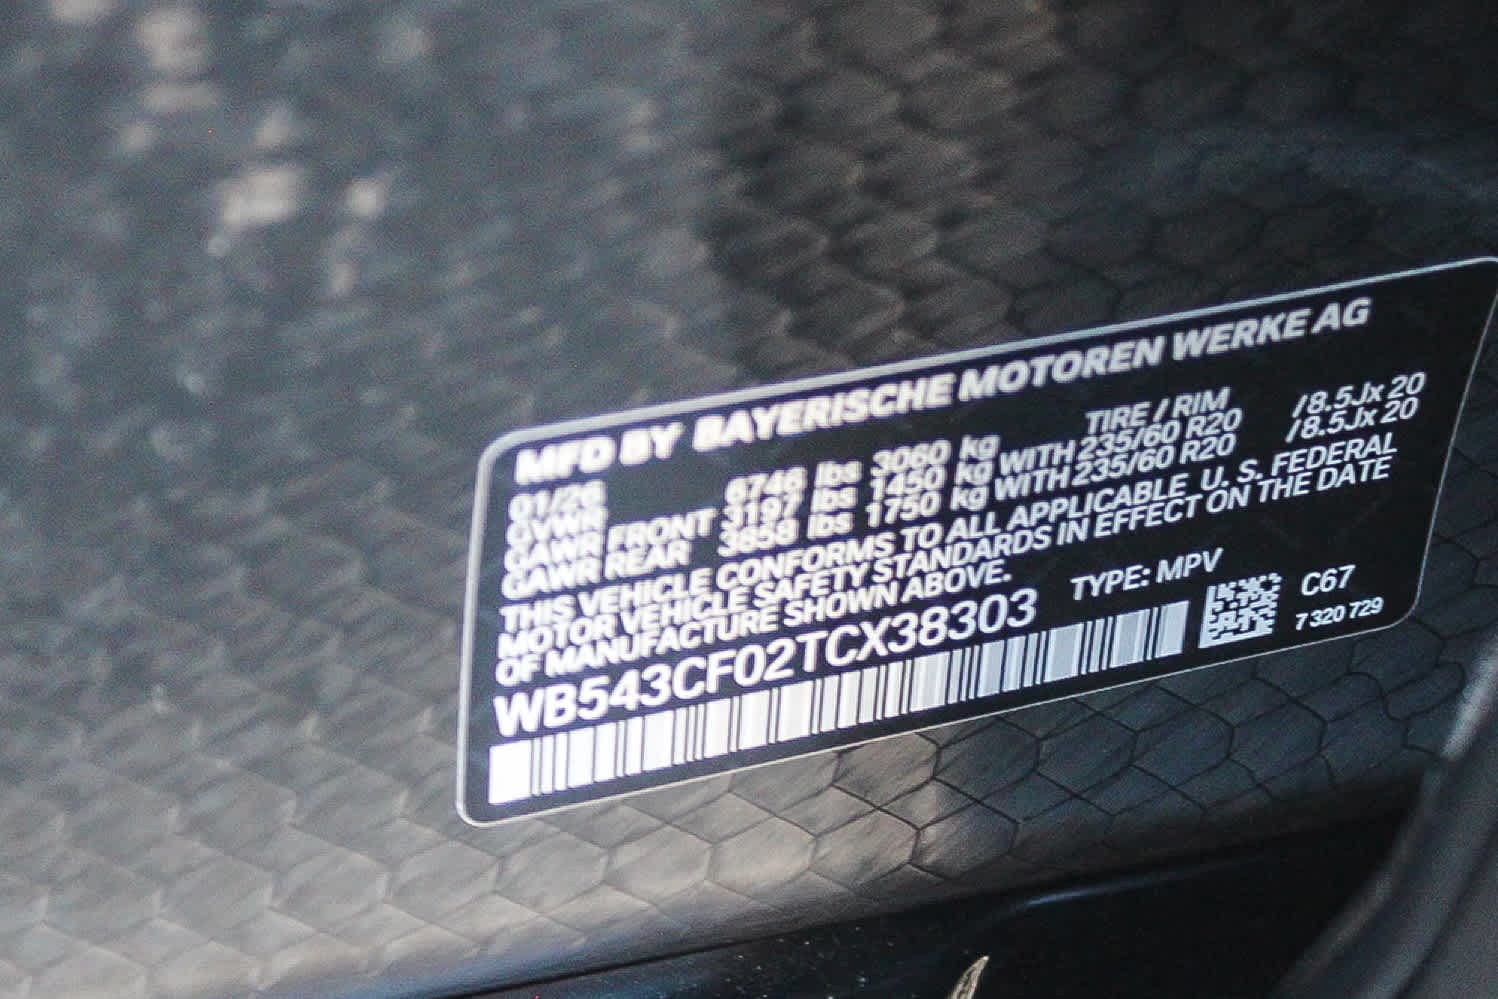 MFD BY BAYERISCHE MOTOREN WERKE AG
01/26 TIRE / RIM
GVWR 6746 lbs 3060 kg
GAWR FRONT 3197 lbs 1450 kg WITH 235/60 R20 /8.5Jx 20
GAWR REAR 3858 lbs 1750 kg WITH 235/60 R20 /8.5Jx 20
THIS VEHICLE CONFORMS TO ALL APPLICABLE U. S. FEDERAL
MOTOR VEHICLE SAFETY STANDARDS IN EFFECT ON THE DATE
OF MANUFACTURE SHOWN ABOVE.
WB543CF02TCX38303 TYPE: MPV
C67
7 320 729